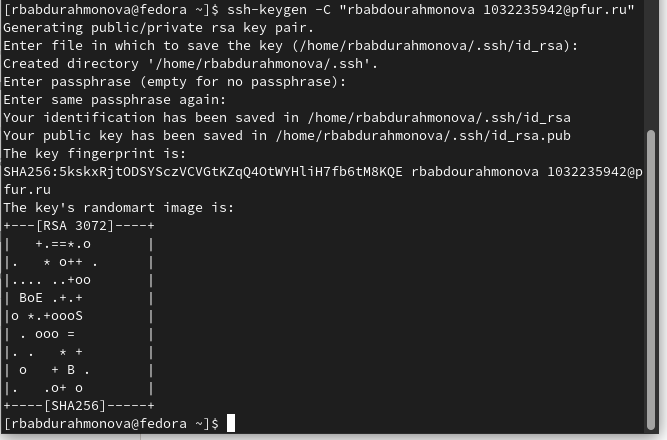 [rbabdurahmonova@fedora ~]$ ssh-keygen -C "rbabdourahmonova 1032235942@pfur.ru"
Generating public/private rsa key pair.
Enter file in which to save the key (/home/rbabdurahmonova/.ssh/id_rsa):
Created directory '/home/rbabdurahmonova/.ssh'.
Enter passphrase (empty for no passphrase):
Enter same passphrase again:
Your identification has been saved in /home/rbabdurahmonova/.ssh/id_rsa
Your public key has been saved in /home/rbabdurahmonova/.ssh/id_rsa.pub
The key fingerprint is:
SHA256:5kskxRjtODSYSczVCVGtKZqQ4OtWYHliH7fb6tM8KQE rbabdourahmonova 1032235942@p
fur.ru
The key's randomart image is:
+---[RSA 3072]----+
|   +.==*.o       |
|.   * o++ .      |
|.... ..+oo       |
| BoE .+.+        |
|o *.+oooS        |
| . ooo =         |
|. .   * +        |
| o   + B .       |
|.   .o+ o        |
+----[SHA256]-----+
[rbabdurahmonova@fedora ~]$